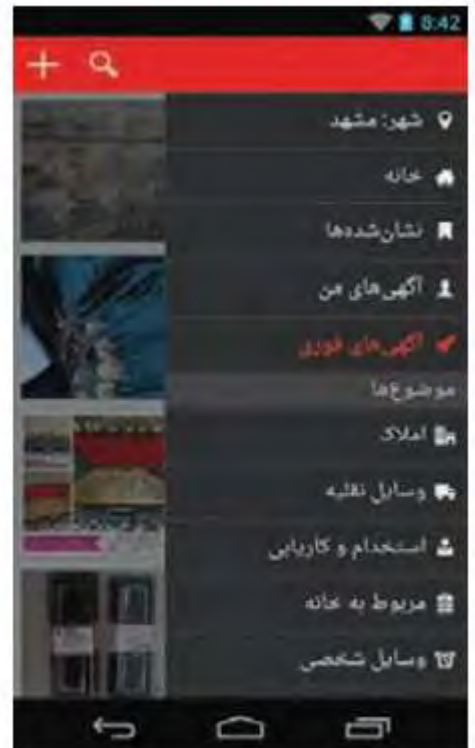 8:42
شهر: مشهد
خانه
نشان‌شده‌ها
آگهی‌های من
آگهی‌های فوری
موضوع‌ها
املاک
وسایل نقلیه
استخدام و کاریابی
مربوط به خانه
وسایل شخصی